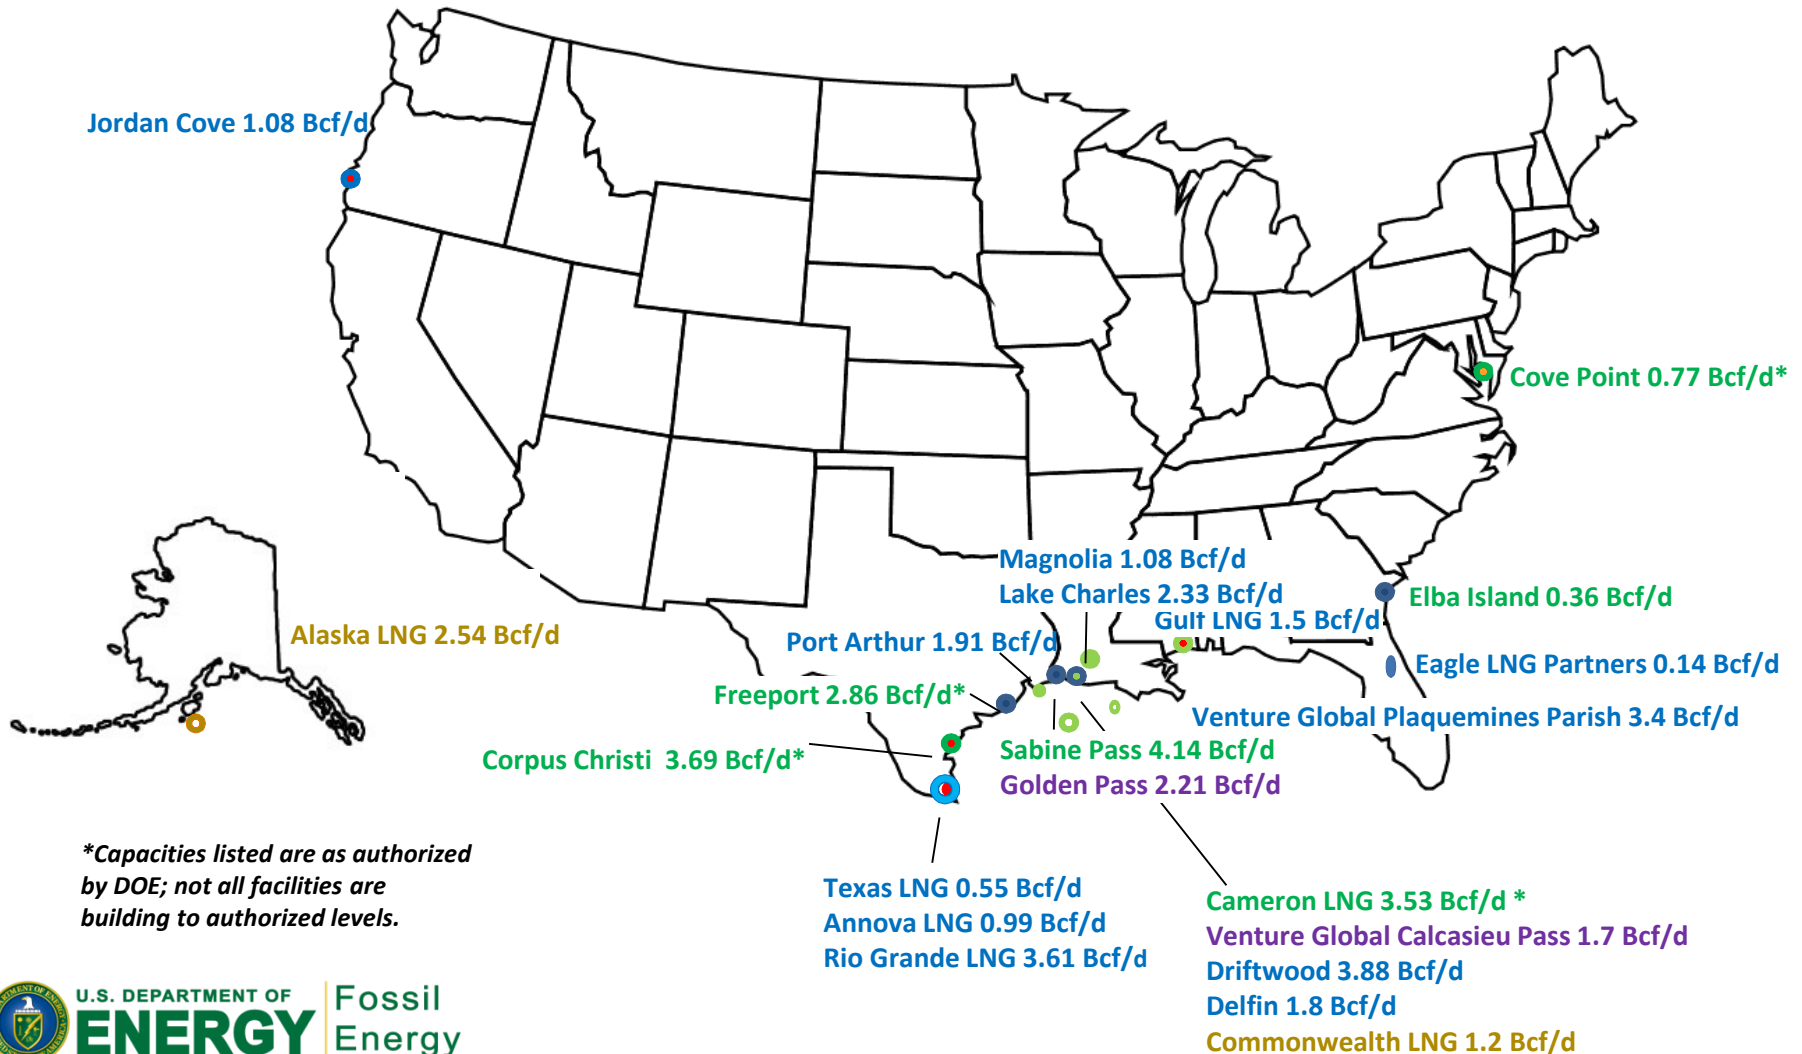 Jordan Cove 1.08 Bcf/d
Cove Point 0.77 Bcf/d*
Magnolia 1.08 Bcf/d
Lake Charles 2.33 Bcf/d
Gulf LNG 1.5 Bcf/d
Elba Island 0.36 Bcf/d
Alaska LNG 2.54 Bcf/d
Port Arthur 1.91 Bcf/d
Eagle LNG Partners 0.14 Bcf/d
Freeport 2.86 Bcf/d*
Venture Global Plaquemines Parish 3.4 Bcf/d
Corpus Christi 3.69 Bcf/d*
Sabine Pass 4.14 Bcf/d
Golden Pass 2.21 Bcf/d
*Capacities listed are as authorized
by DOE; not all facilities are
building to authorized levels.
Texas LNG 0.55 Bcf/d
Annova LNG 0.99 Bcf/d
Rio Grande LNG 3.61 Bcf/d
Cameron LNG 3.53 Bcf/d *
Venture Global Calcasieu Pass 1.7 Bcf/d
Driftwood 3.88 Bcf/d
Delfin 1.8 Bcf/d
Commonwealth LNG 1.2 Bcf/d
U.S. DEPARTMENT OF
ENERGY
Fossil
Energy